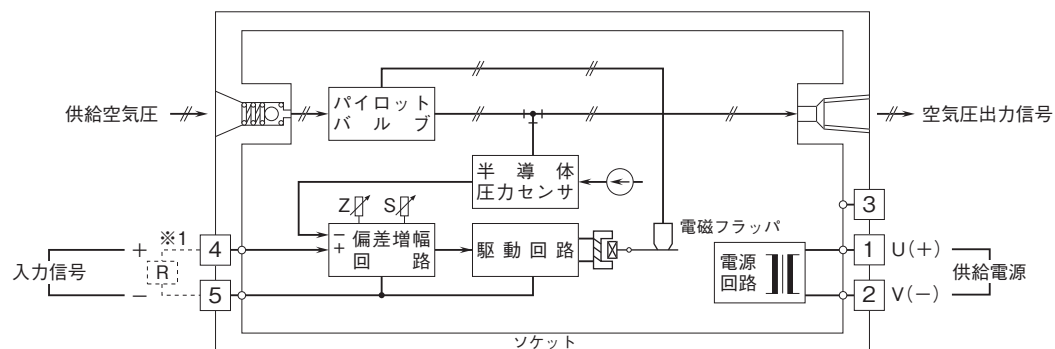 供給空気圧
パイロット
バルブ
空気圧出力信号
半導体
圧力センサ
Z
S
3
電磁フラッパ
※1
4
−
+
偏差増幅
回路
駆動回路
電源
回路
1
U(+)
+
入力信号
R
−
供給電源
5
2
V(−)
ソケット